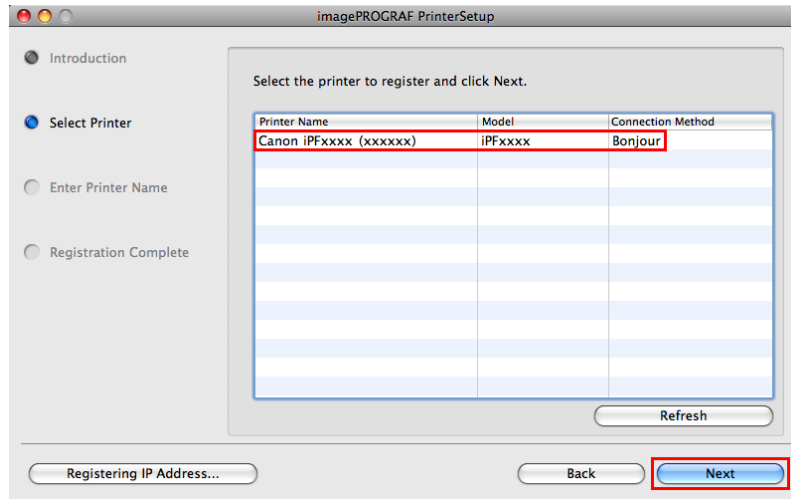 imagePROGRAF PrinterSetup
Introduction
Select Printer
Enter Printer Name
Registration Complete
Select the printer to register and click Next.
Printer Name Model Connection Method
Canon iPFxxxx (xxxxxx) iPFxxxx Bonjour
Refresh
Registering IP Address... Back Next